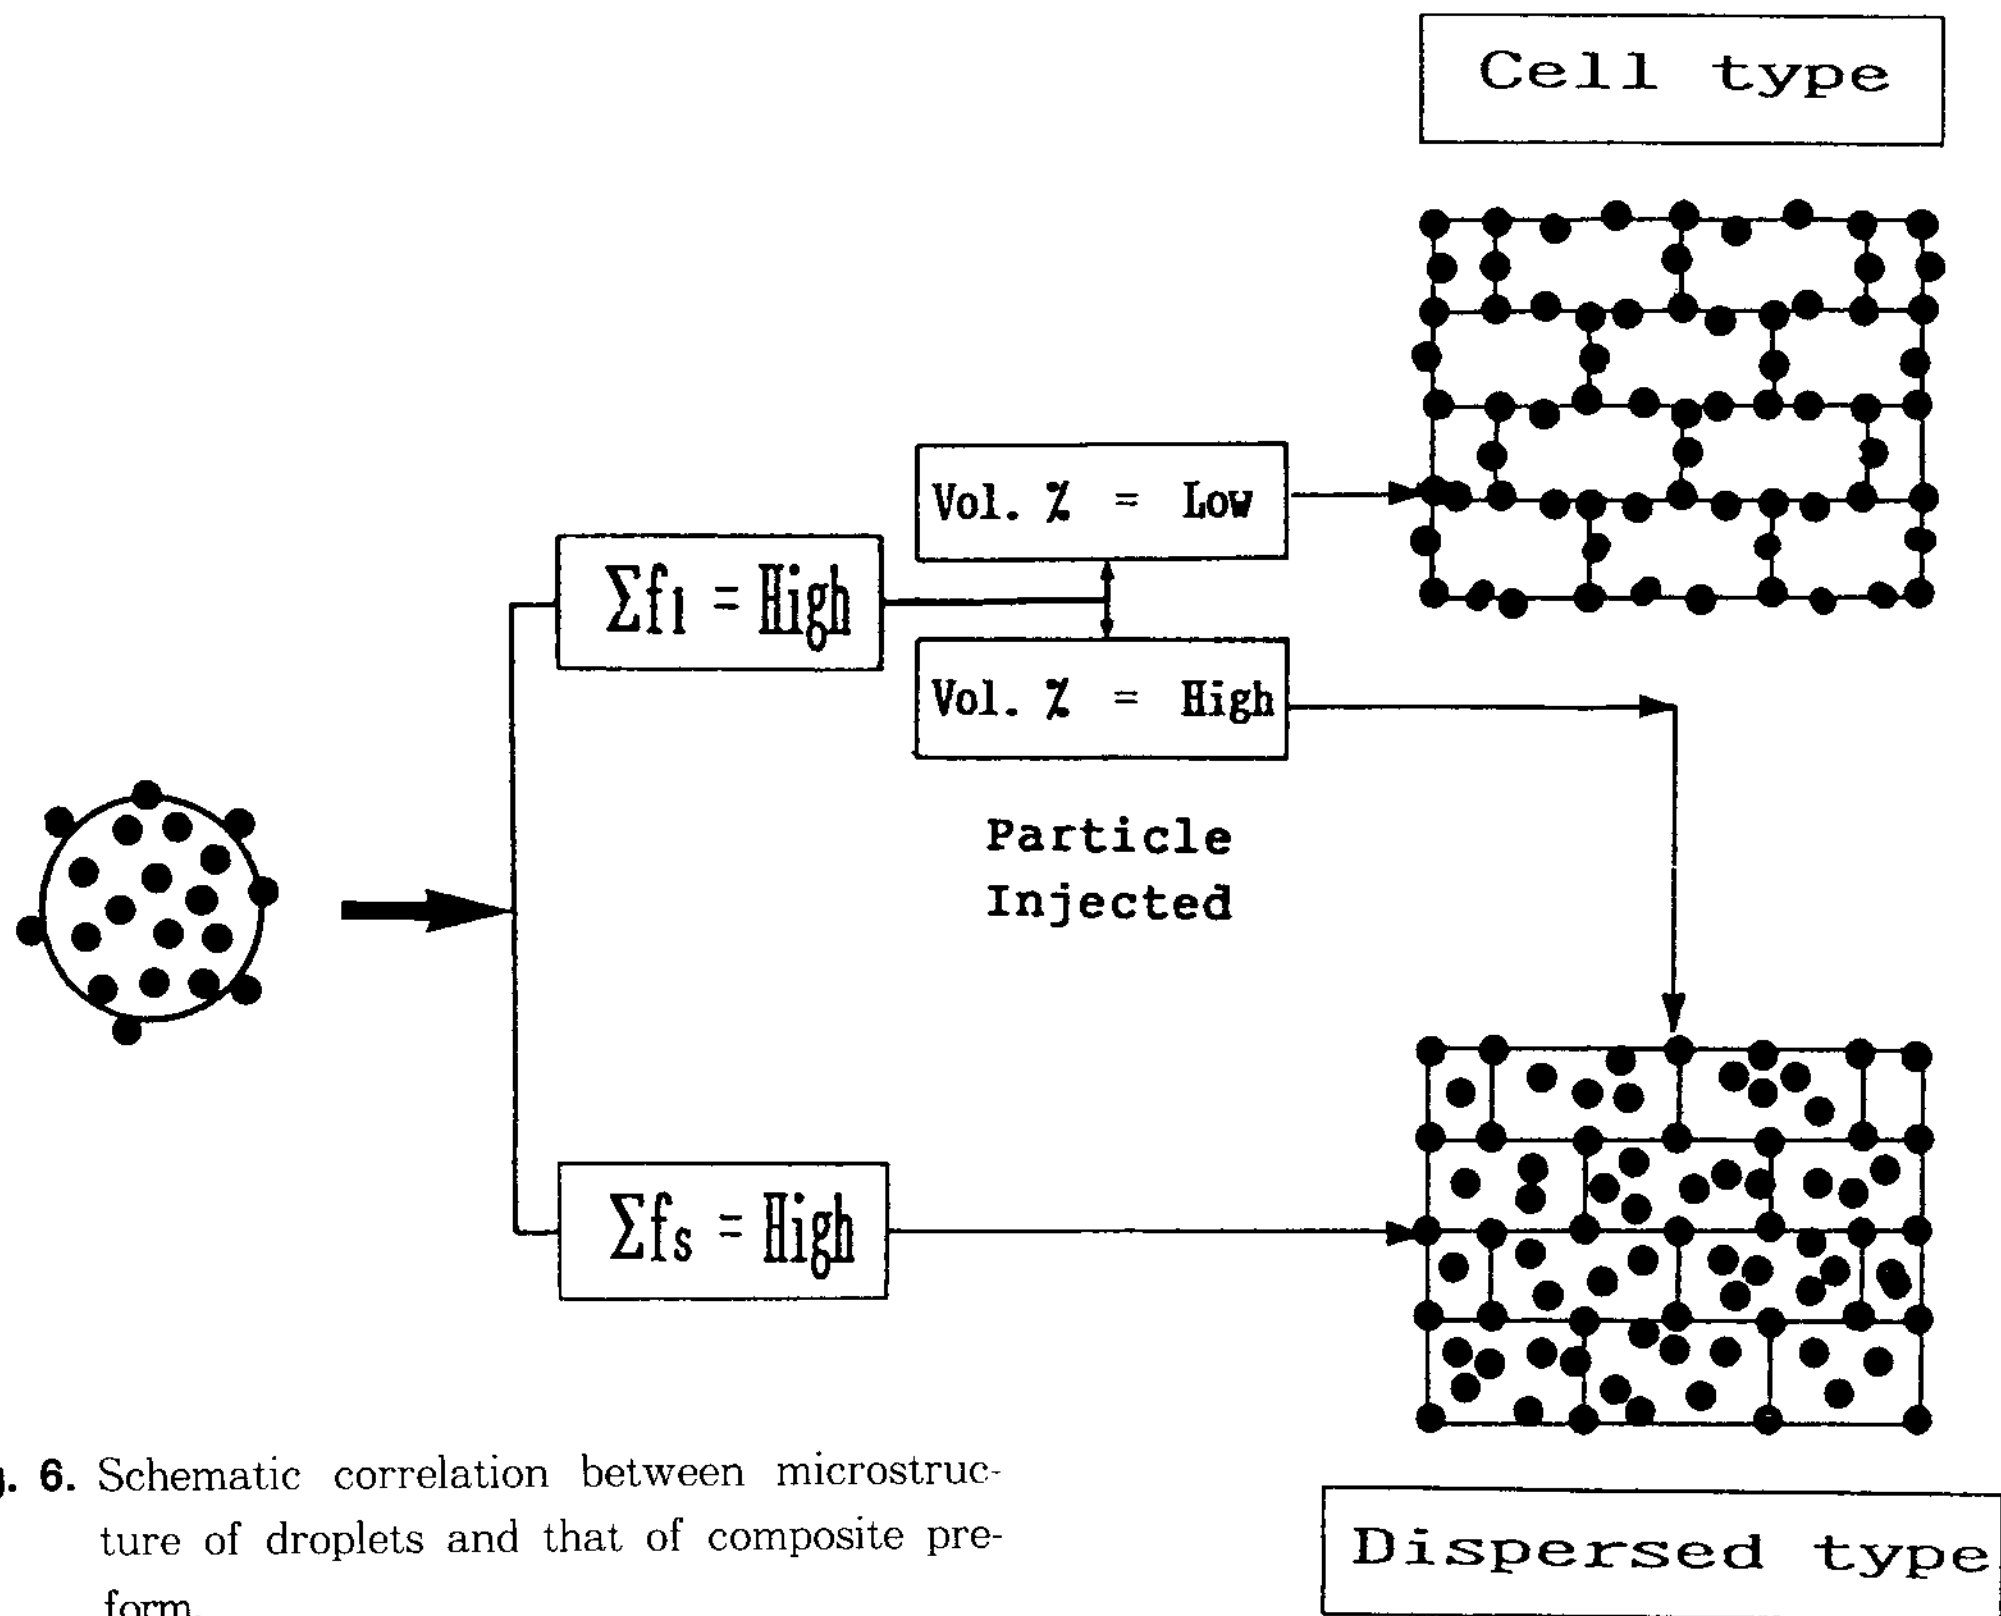 Cell type
Vol. % = Low
Σfl = High
Vol. % = High
Particle
Injected
Σfs = High
6. Schematic correlation between microstruc-
ture of droplets and that of composite pre-
form.
Dispersed type